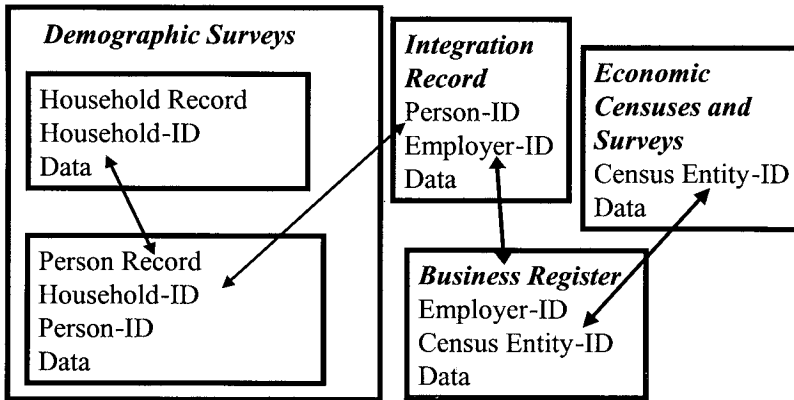 Demographic Surveys
Household Record
Household-ID
Data
Person Record
Household-ID
Person-ID
Data
Integration
Record
Person-ID
Employer-ID
Data
Business Register
Employer-ID
Census Entity-ID
Data
Economic
Censuses and
Surveys
Census Entity-ID
Data